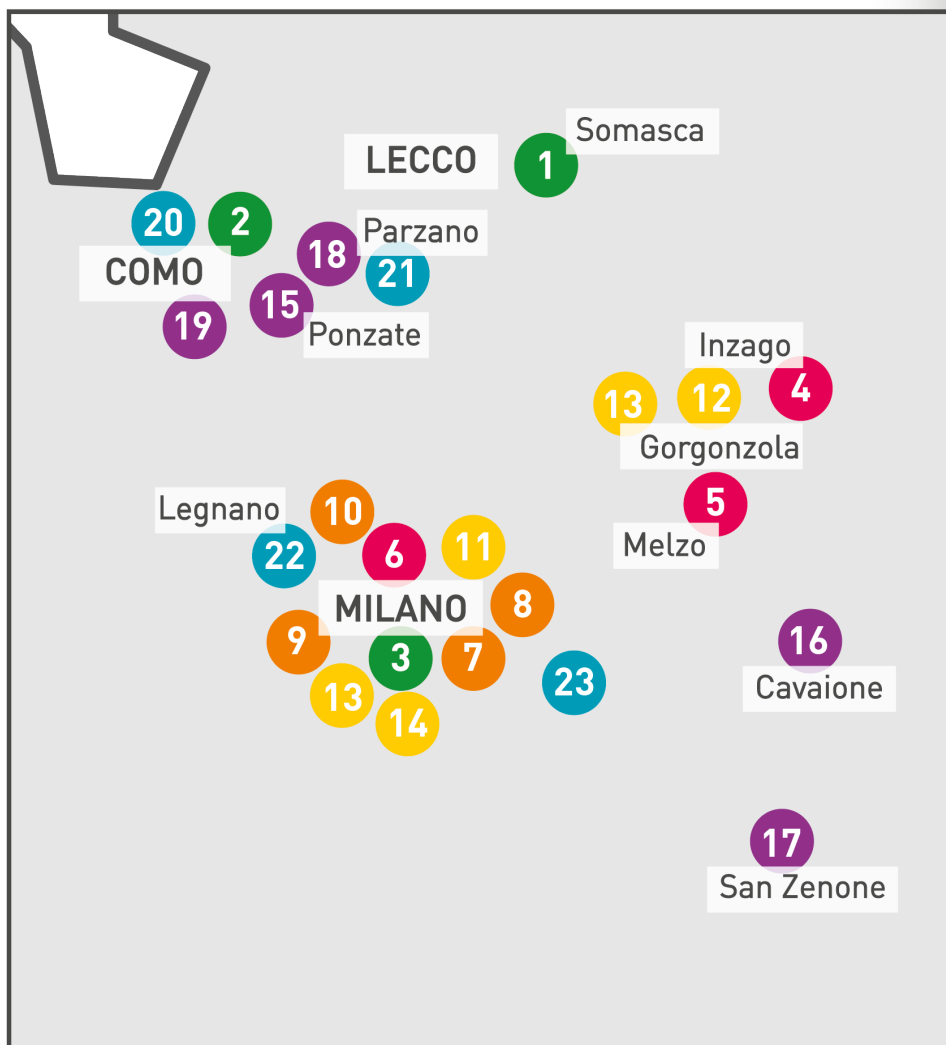 Somasca
LECCO
1
20
2
Parzano
18
COMO
21
15
19
Ponzate
Inzago
4
13
12
Gorgonzola
Legnano
10
5
Melzo
22
6
11
MILANO
8
9
3
7
16
13
23
Cavaione
14
17
San Zenone